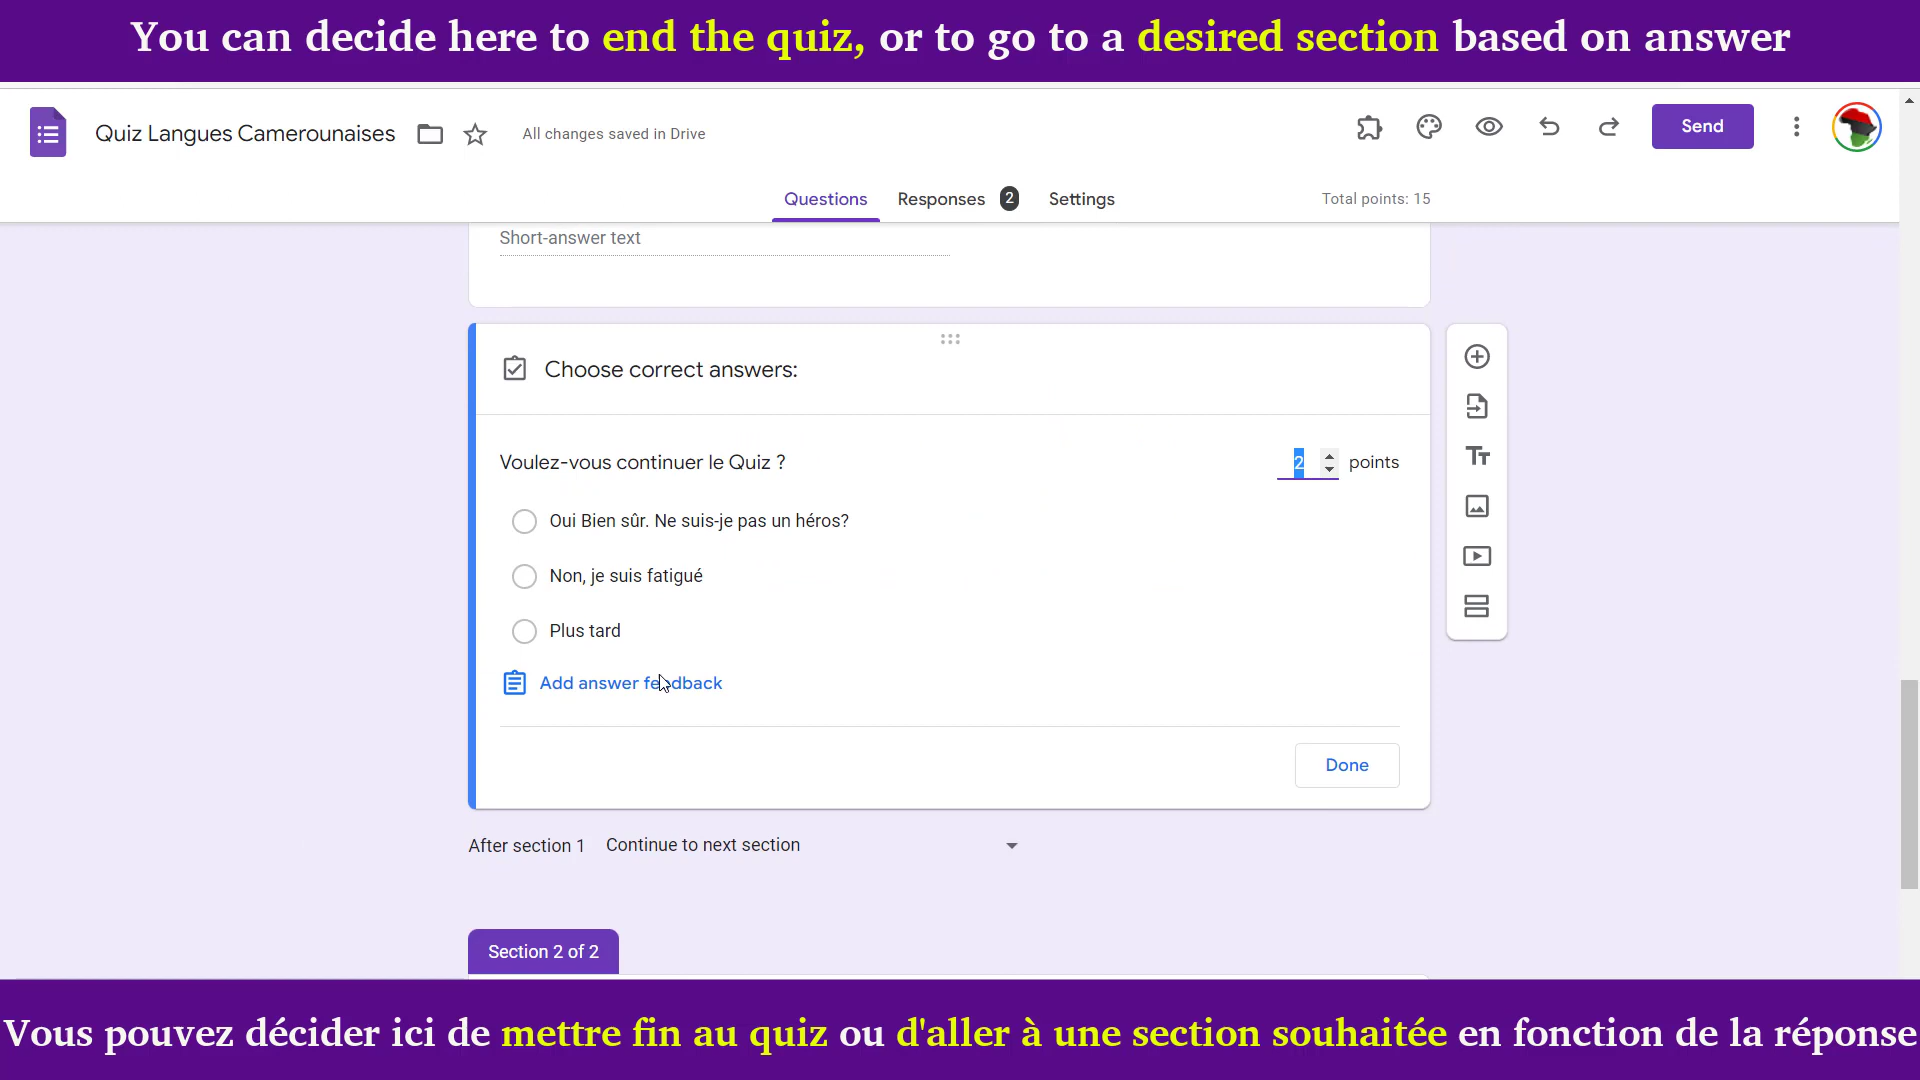 You can decide here to end the quiz, or to go to a desired section based on answer
Quiz Langues Camerounaises
All changes saved in Drive
Send
Questions
Responses 2
Settings
Total points: 15
Short-answer text
Choose correct answers:
Voulez-vous continuer le Quiz ?
2 points
Oui Bien sûr. Ne suis-je pas un héros?
Non, je suis fatigué
Plus tard
Add answer feedback
Done
After section 1 Continue to next section
Section 2 of 2
Vous pouvez décider ici de mettre fin au quiz ou d'aller à une section souhaitée en fonction de la réponse